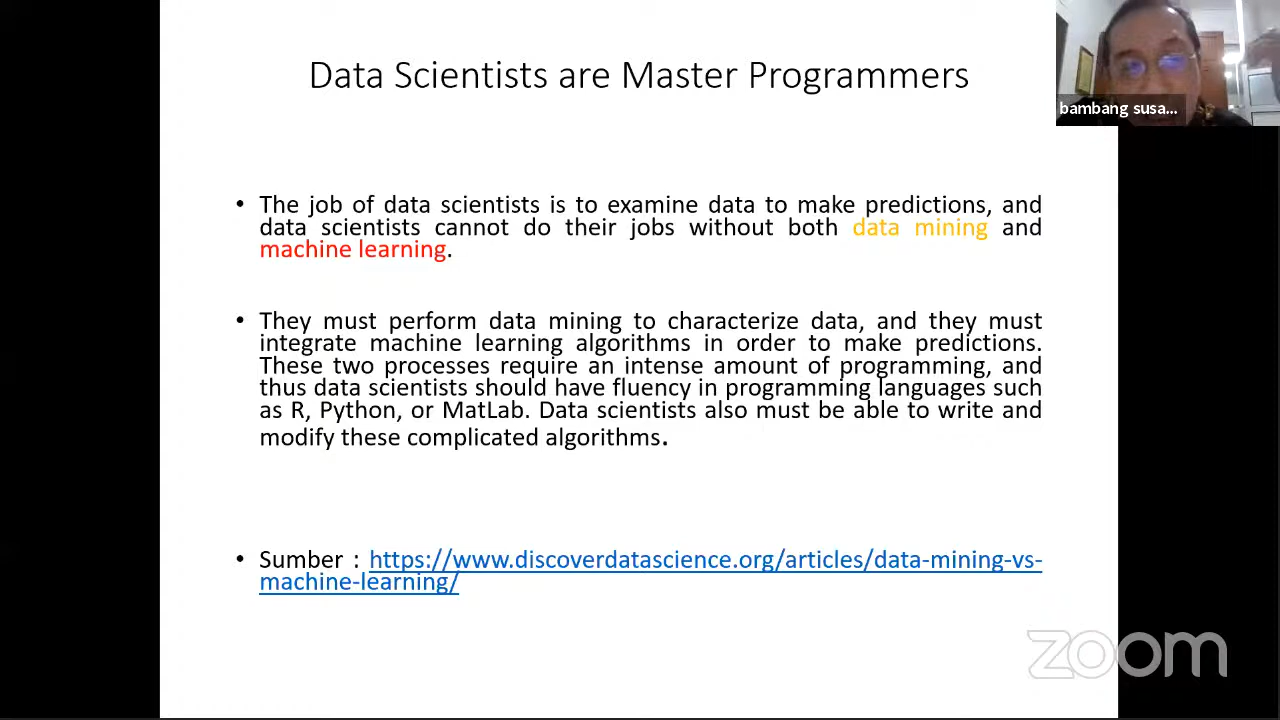 Data Scientists are Master Programmers
bambang susa...
• The job of data scientists is to examine data to make predictions, and
data scientists cannot do their jobs without both data mining and
machine learning.
• They must perform data mining to characterize data, and they must
integrate machine learning algorithms in order to make predictions.
These two processes require an intense amount of programming, and
thus data scientists should have fluency in programming languages such
as R, Python, or MatLab. Data scientists also must be able to write and
modify these complicated algorithms.
• Sumber : https://www.discoverdatascience.org/articles/data-mining-vs-
machine-learning/
zoom